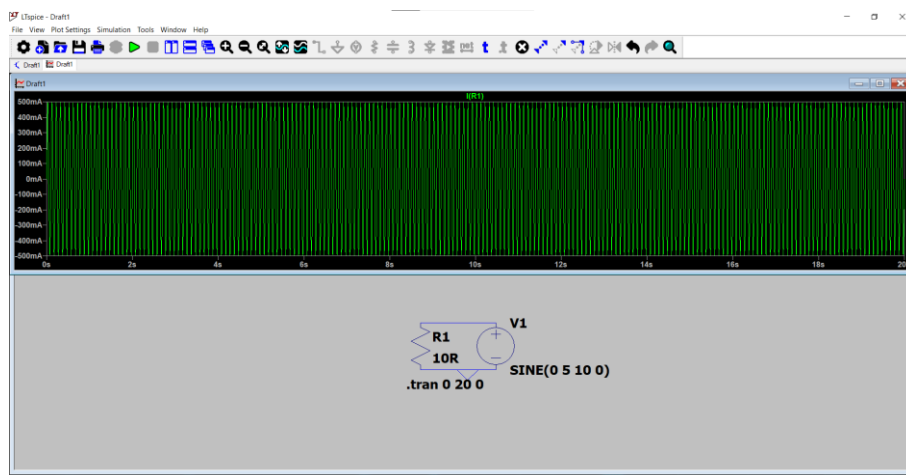 LTspice - Draft1
File View Plot Settings Simulation Tools Window Help
Draft1 Draft1
Draft1
I(R1)
500mA
400mA
300mA
200mA
100mA
0mA
-100mA
-200mA
-300mA
-400mA
-500mA
0s 2s 4s 6s 8s 10s 12s 14s 16s 18s 20
V1
R1
10R
SINE(0 5 10 0)
.tran 0 20 0